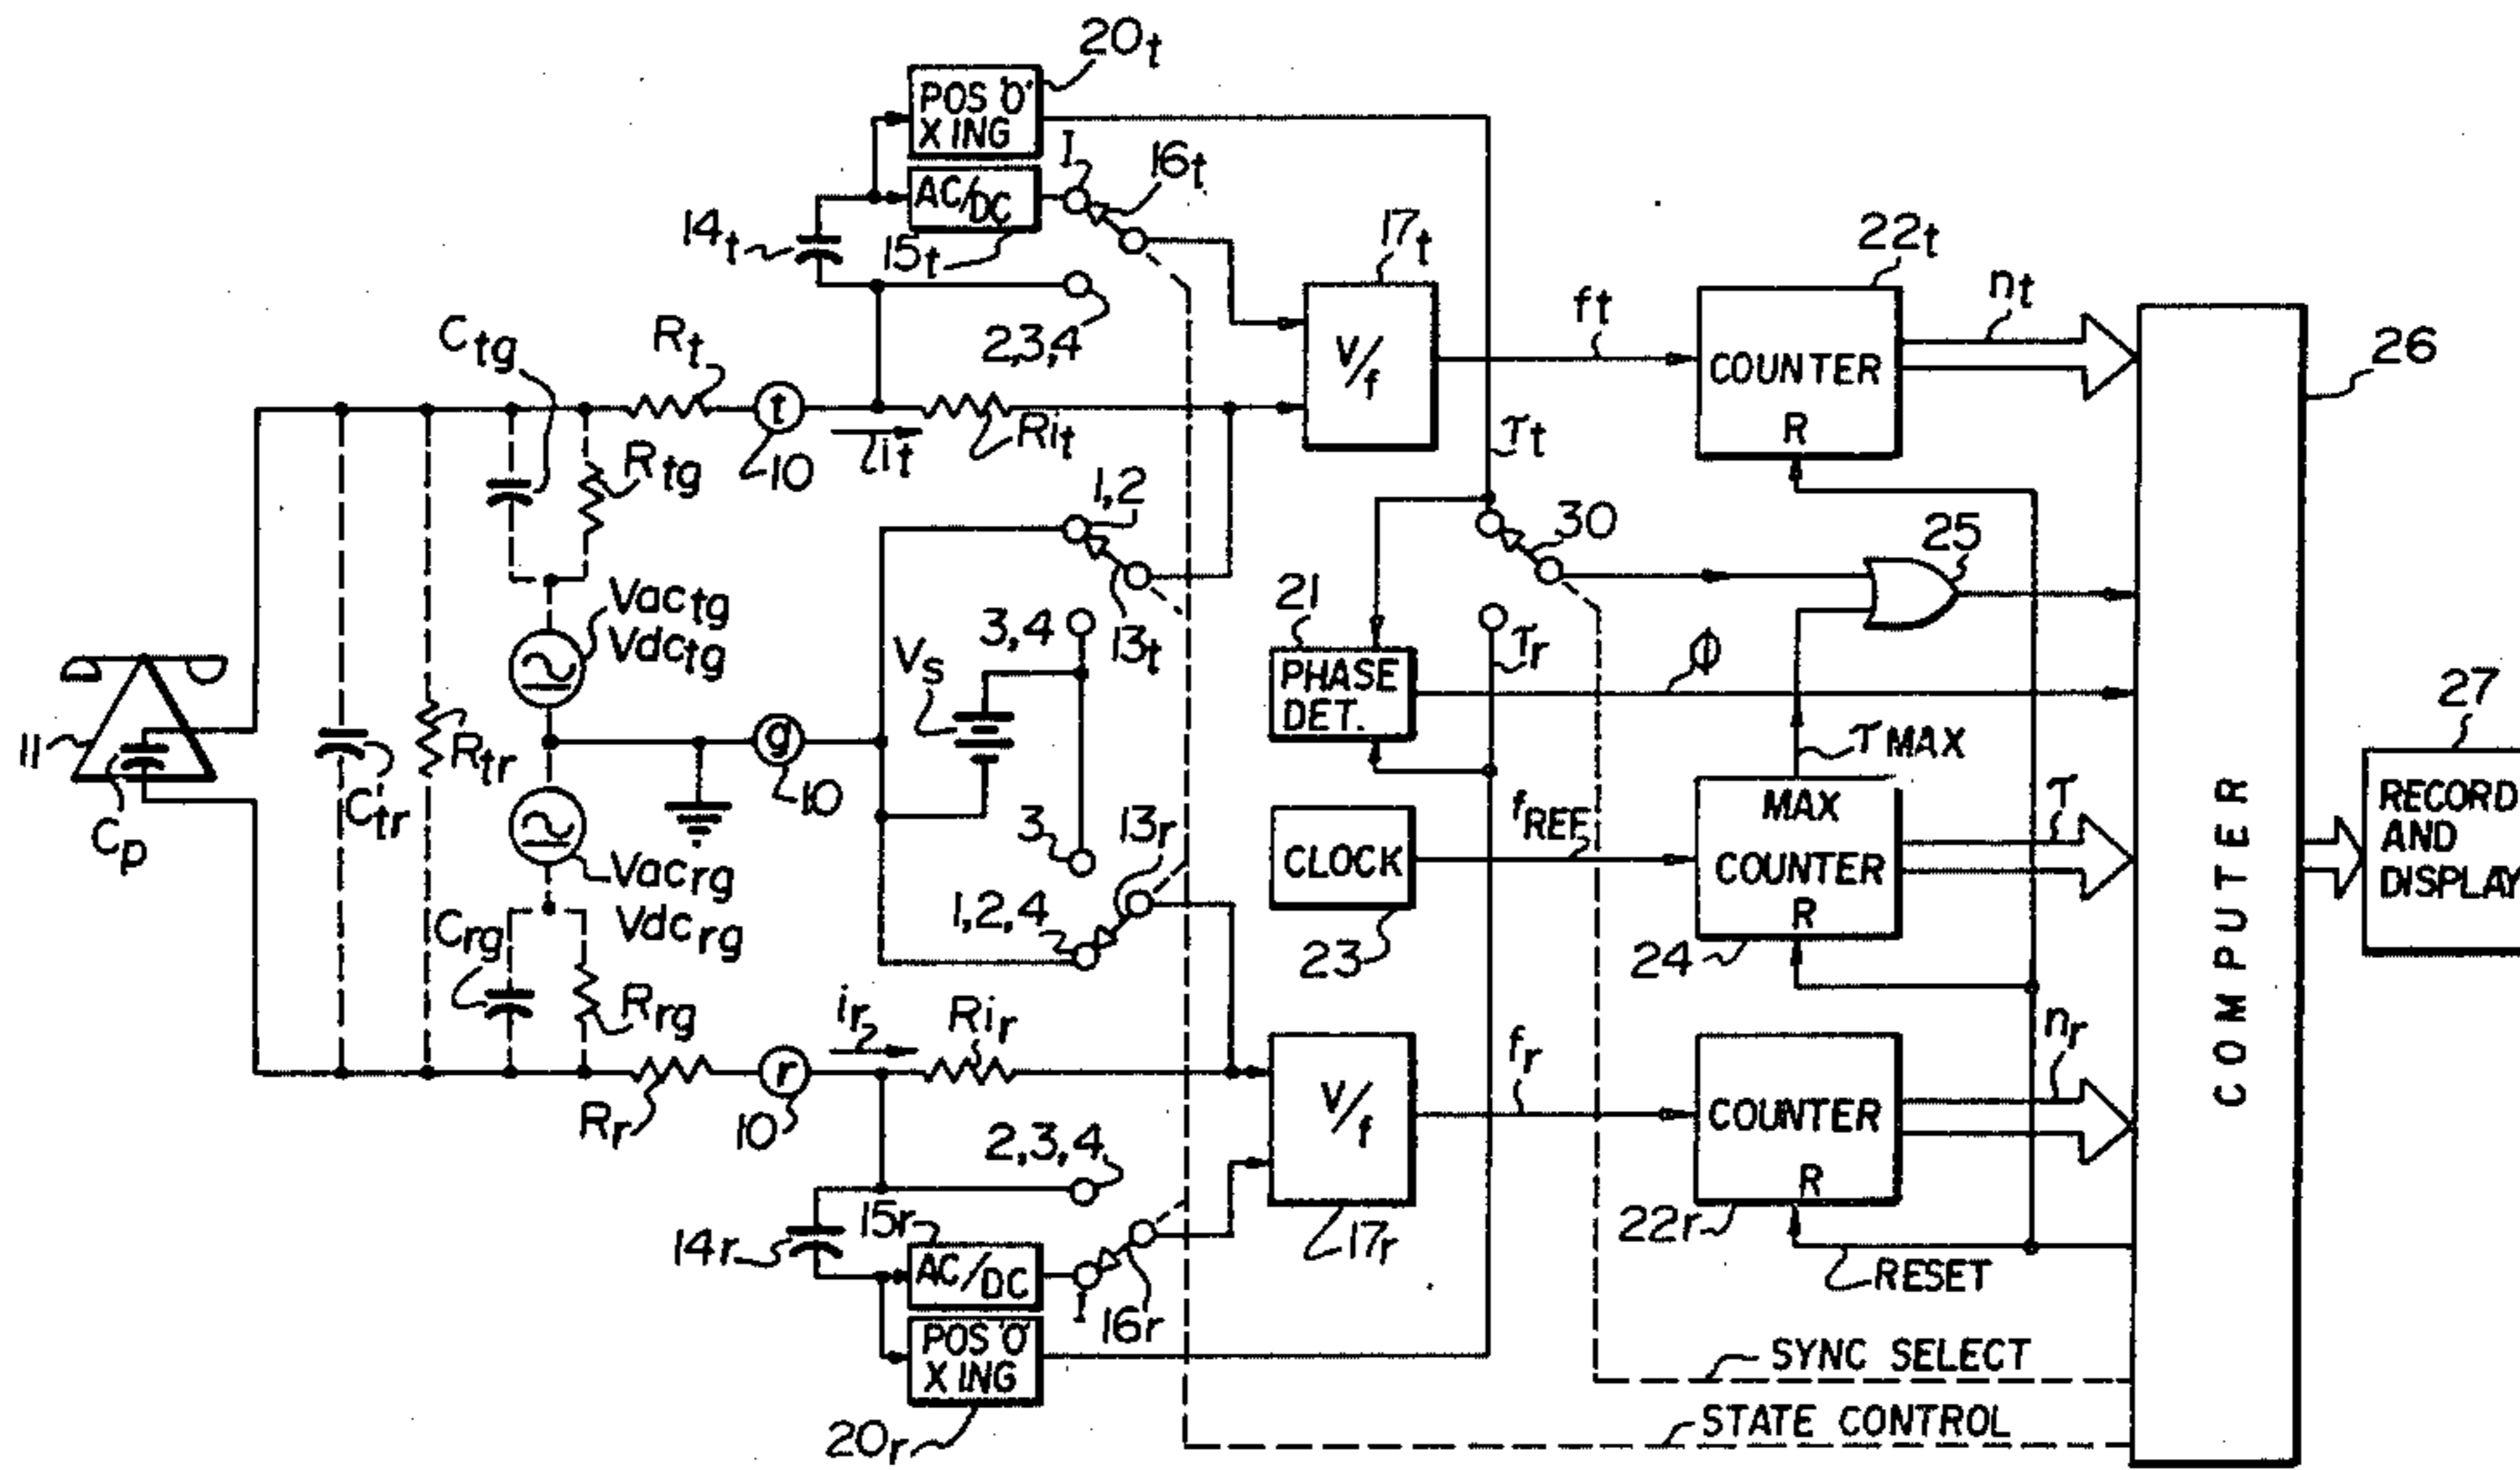 20t
POS '0'
X ING
1
16t
AC/DC
14t
15t
17t
22t
nt
2,3,4
V/f
ft
COUNTER
R
26
Ctg
Rt
t
Rit
it
10
Rtg
τt
1,2
30
25
Vactg
Vdctg
3,4
13t
21
τr
Vs
PHASE
DET.
ϕ
27
11
Rtr
g
10
τMAX
C'tr
Cp
3
13r
CLOCK
fREF
MAX
COUNTER
R
τ
COMPUTER
RECORD
AND
DISPLAY
Vacrg
Vdcrg
1,2,4
23
24
Crg
Rrg
ir
Rir
fr
nr
Rr
r
10
V/f
COUNTER
R
2,3,4
14r
15r
AC/DC
1
16r
17r
22r
RESET
POS '0'
X ING
20r
SYNC SELECT
STATE CONTROL